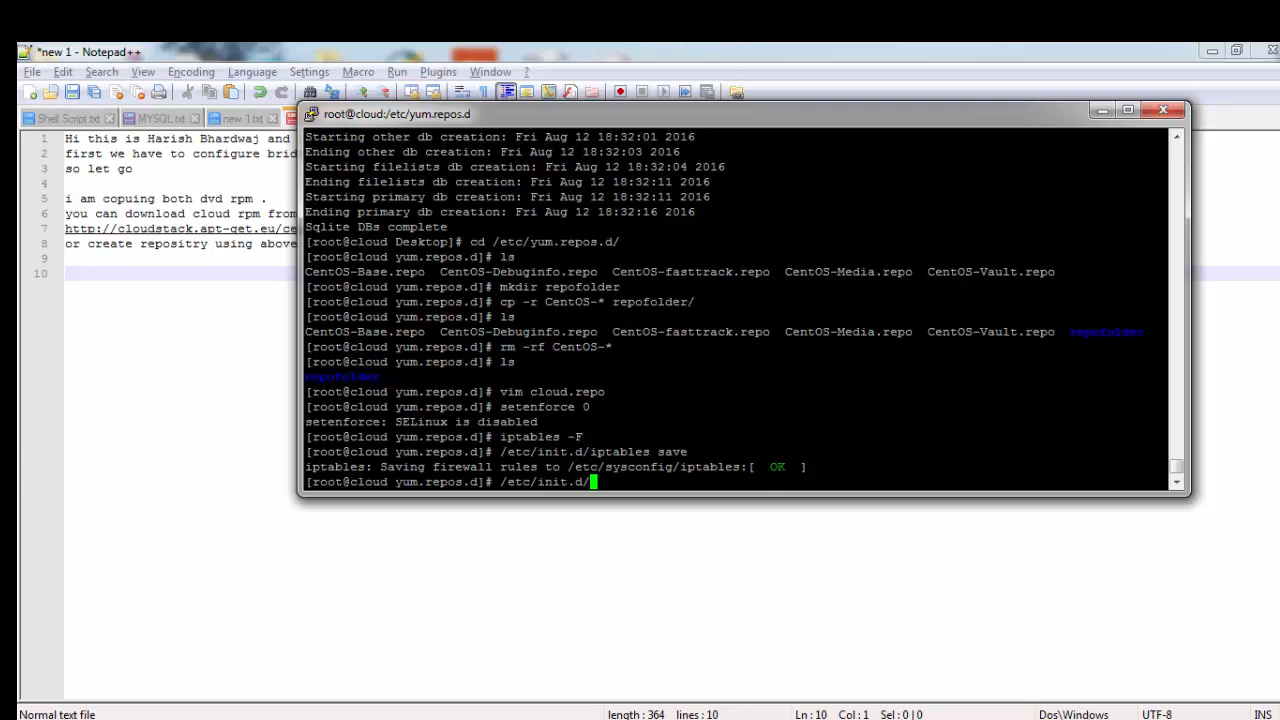 *new 1 - Notepad++
File Edit Search View Encoding Language Settings Macro Run Plugins Window ?
Shell Script.txt MYSQL.txt new 1.txt
root@cloud:/etc/yum.repos.d
1 Hi this is Harish Bhardwaj and
2 first we have to configure brid
3 so let go
4
5 i am copuing both dvd rpm .
6 you can download cloud rpm from
7 http://cloudstack.apt-get.eu/ce
8 or create repositry using above
9
10
Starting other db creation: Fri Aug 12 18:32:01 2016
Ending other db creation: Fri Aug 12 18:32:03 2016
Starting filelists db creation: Fri Aug 12 18:32:04 2016
Ending filelists db creation: Fri Aug 12 18:32:11 2016
Starting primary db creation: Fri Aug 12 18:32:11 2016
Ending primary db creation: Fri Aug 12 18:32:16 2016
Sqlite DBs complete
[root@cloud Desktop]# cd /etc/yum.repos.d/
[root@cloud yum.repos.d]# ls
CentOS-Base.repo CentOS-Debuginfo.repo CentOS-fasttrack.repo CentOS-Media.repo CentOS-Vault.repo
[root@cloud yum.repos.d]# mkdir repofolder
[root@cloud yum.repos.d]# cp -r CentOS-* repofolder/
[root@cloud yum.repos.d]# ls
CentOS-Base.repo CentOS-Debuginfo.repo CentOS-fasttrack.repo CentOS-Media.repo CentOS-Vault.repo repofolder
[root@cloud yum.repos.d]# rm -rf CentOS-*
[root@cloud yum.repos.d]# ls
repofolder
[root@cloud yum.repos.d]# vim cloud.repo
[root@cloud yum.repos.d]# setenforce 0
setenforce: SELinux is disabled
[root@cloud yum.repos.d]# iptables -F
[root@cloud yum.repos.d]# /etc/init.d/iptables save
iptables: Saving firewall rules to /etc/sysconfig/iptables:[ OK ]
[root@cloud yum.repos.d]# /etc/init.d/
Normal text file length : 364 lines : 10 Ln : 10 Col : 1 Sel : 0 | 0 Dos\Windows UTF-8 INS